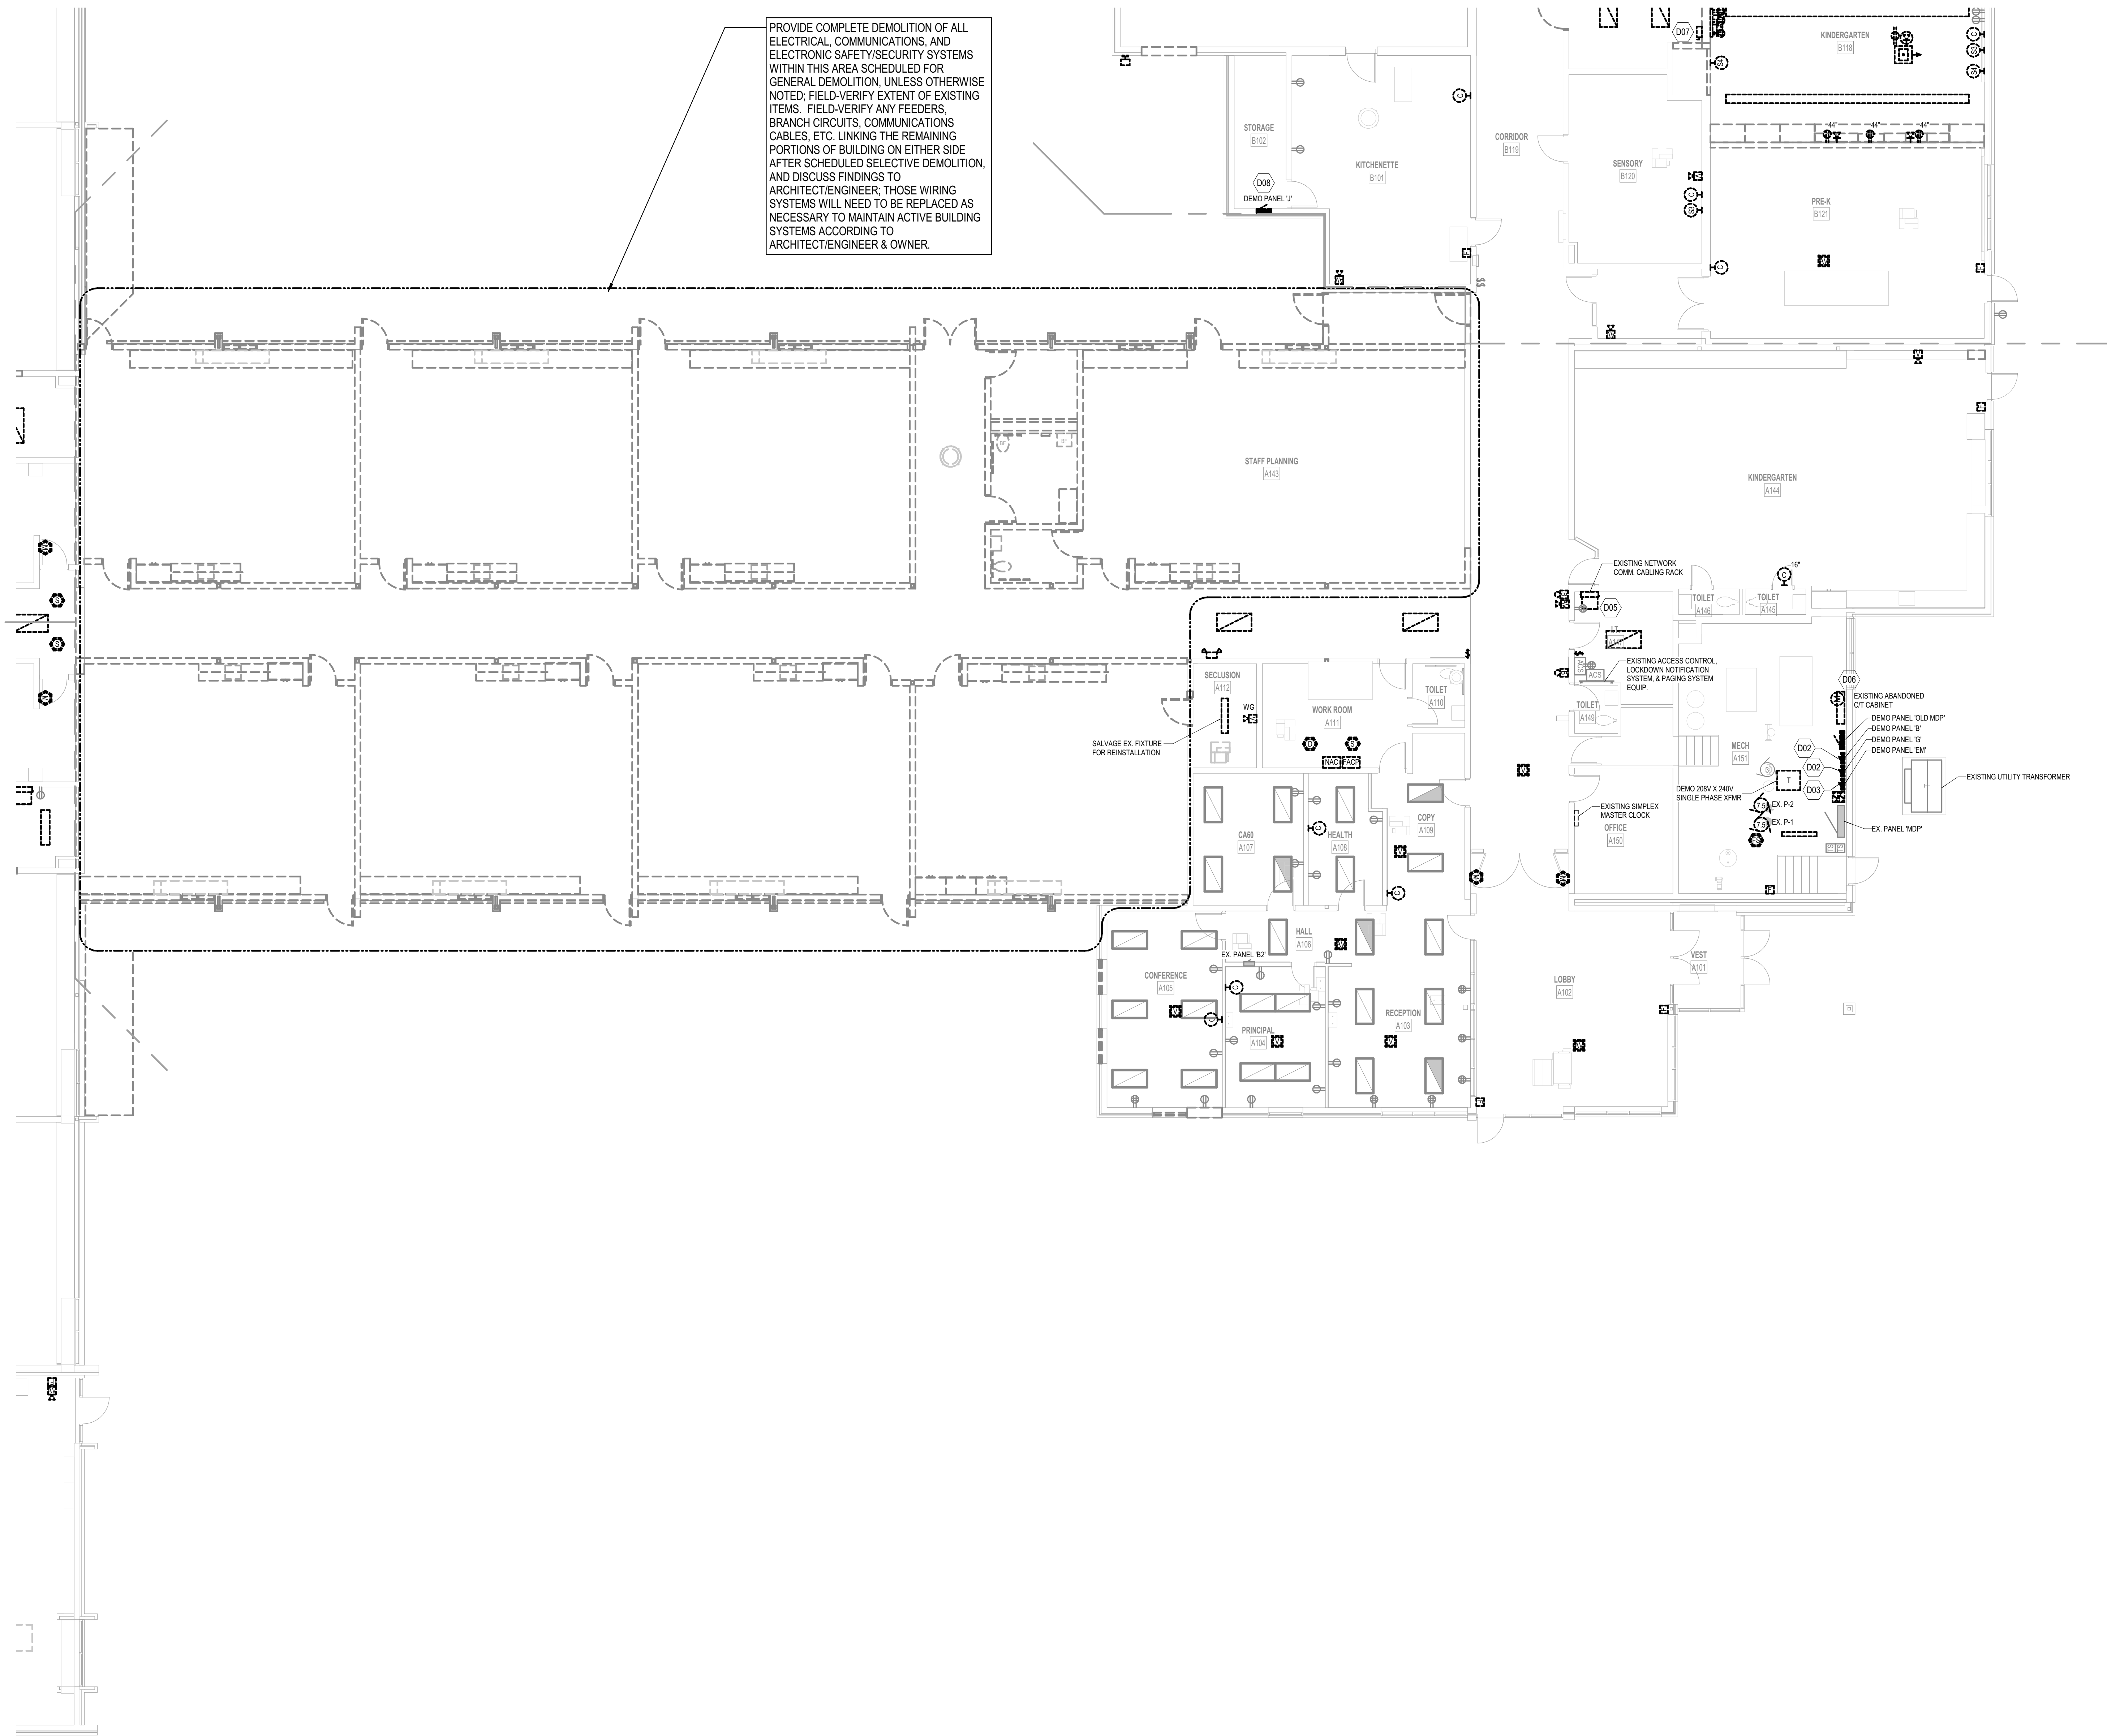 PROVIDE COMPLETE DEMOLITION OF ALL
ELECTRICAL, COMMUNICATIONS, AND
ELECTRONIC SAFETY/SECURITY SYSTEMS
WITHIN THIS AREA SCHEDULED FOR
GENERAL DEMOLITION, UNLESS OTHERWISE
NOTED; FIELD-VERIFY EXTENT OF EXISTING
ITEMS. FIELD-VERIFY ANY FEEDERS,
BRANCH CIRCUITS, COMMUNICATIONS
CABLES, ETC. LINKING THE REMAINING
PORTIONS OF BUILDING ON EITHER SIDE
AFTER SCHEDULED SELECTIVE DEMOLITION,
AND DISCUSS FINDINGS TO
ARCHITECT/ENGINEER; THOSE WIRING
SYSTEMS WILL NEED TO BE REPLACED AS
NECESSARY TO MAINTAIN ACTIVE BUILDING
SYSTEMS ACCORDING TO
ARCHITECT/ENGINEER & OWNER.
D07
KINDERGARTEN
B118
STORAGE
B102
KITCHENETTE
B101
CORRIDOR
B119
SENSORY
B120
44"
44"
44"
D08
DEMO PANEL 'J'
PRE-K
B121
STAFF PLANNING
A143
KINDERGARTEN
A144
EXISTING NETWORK
COMM. CABLING RACK
D05
16"
C
TOILET
A146
TOILET
A145
EXISTING ACCESS CONTROL,
LOCKDOWN NOTIFICATION
SYSTEM, & PAGING SYSTEM
EQUIP.
ACS
TOILET
A149
D06
EXISTING ABANDONED
C/T CABINET
DEMO PANEL 'OLD MDP'
DEMO PANEL 'B'
DEMO PANEL 'G'
DEMO PANEL 'EM'
D02
D02
D03
MECH
A151
DEMO 208V X 240V
SINGLE PHASE XFMR
T
EXISTING UTILITY TRANSFORMER
7.5
EX. P-2
7.5
EX. P-1
EX. PANEL 'MDP'
EXISTING SIMPLEX
MASTER CLOCK
OFFICE
A150
SECLUSION
A112
WG
SALVAGE EX. FIXTURE
FOR REINSTALLATION
WORK ROOM
A111
D
S
NAC
FACP
TOILET
A110
COPY
A109
CA60
A107
HEALTH
A108
HALL
A106
EX. PANEL 'B2'
CONFERENCE
A105
PRINCIPAL
A104
RECEPTION
A103
LOBBY
A102
VEST
A101